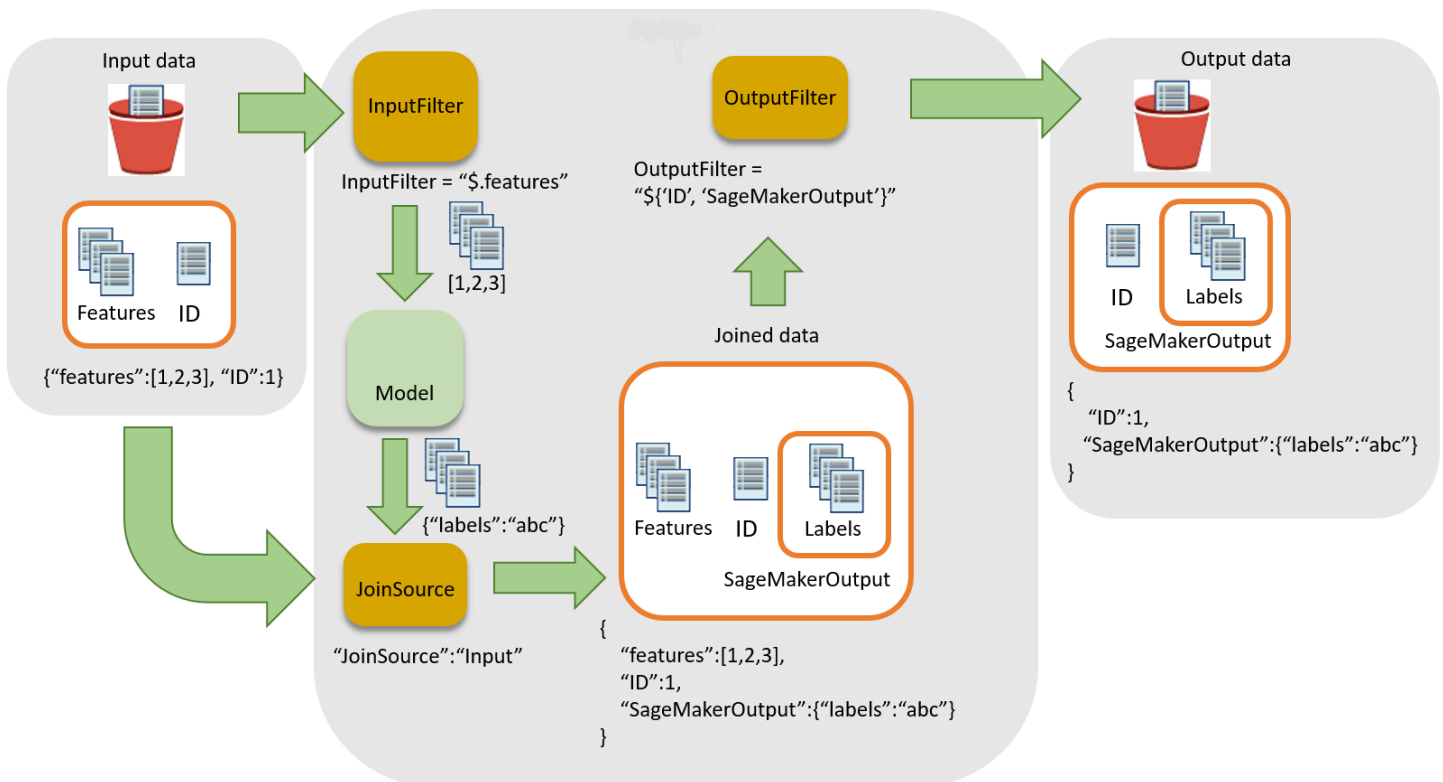 Input data
Features
ID
{“features”:[1,2,3], “ID”:1}
InputFilter
InputFilter = “$.features”
[1,2,3]
Model
{“labels”:“abc”}
JoinSource
“JoinSource”:“Input”
OutputFilter
OutputFilter =
“${‘ID’, ‘SageMakerOutput’}”
Joined data
Features
ID
Labels
SageMakerOutput
{
“features”:[1,2,3],
“ID”:1,
“SageMakerOutput”:{“labels”:“abc”}
}
Output data
ID
Labels
SageMakerOutput
{
“ID”:1,
“SageMakerOutput”:{“labels”:“abc”}
}